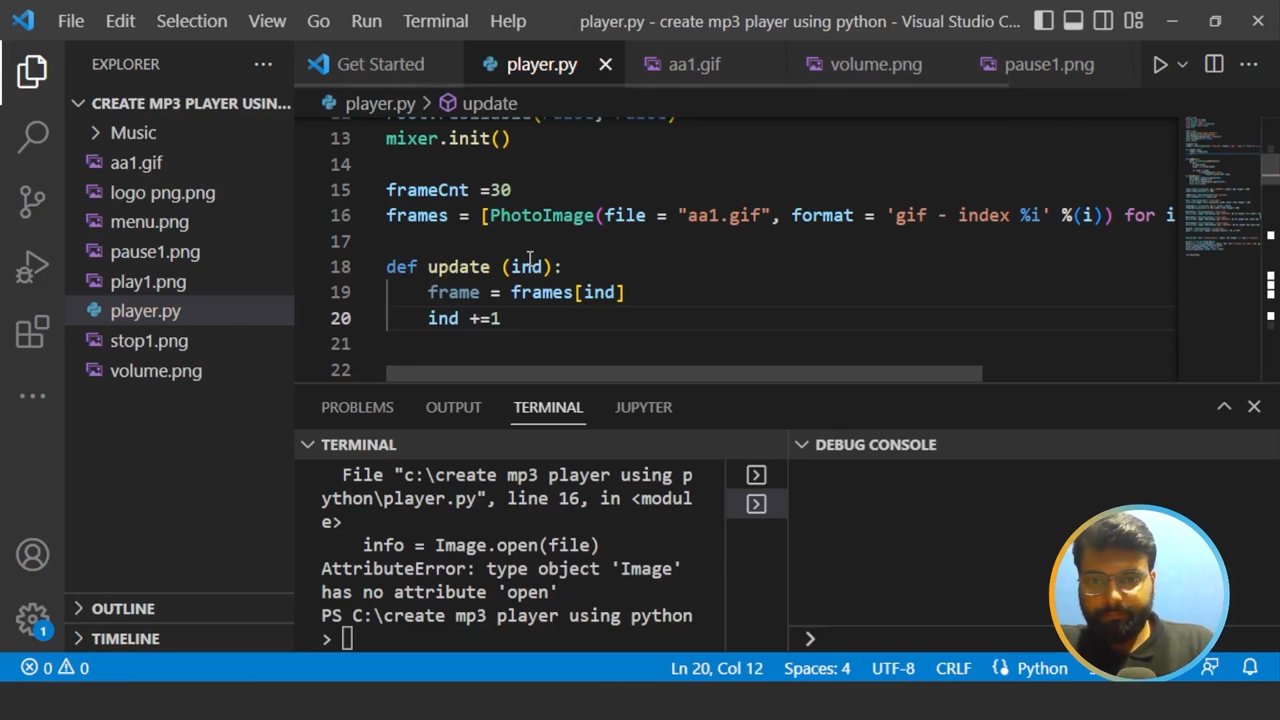 File Edit Selection View Go Run Terminal Help player.py - create mp3 player using python - Visual Studio C...
EXPLORER
CREATE MP3 PLAYER USIN...
Music
aa1.gif
logo png.png
menu.png
pause1.png
play1.png
player.py
stop1.png
volume.png
OUTLINE
TIMELINE
Get Started player.py aa1.gif volume.png pause1.png
player.py > update
13 mixer.init()
14
15 frameCnt =30
16 frames = [PhotoImage(file = "aa1.gif", format = 'gif - index %i' %(i)) for i
17
18 def update (ind):
19 frame = frames[ind]
20 ind +=1
21
22
PROBLEMS OUTPUT TERMINAL JUPYTER
TERMINAL
File "c:\create mp3 player using p
ython\player.py", line 16, in <modul
e>
info = Image.open(file)
AttributeError: type object 'Image'
has no attribute 'open'
PS C:\create mp3 player using python
>
DEBUG CONSOLE
>
1
0 0 Ln 20, Col 12 Spaces: 4 UTF-8 CRLF Python